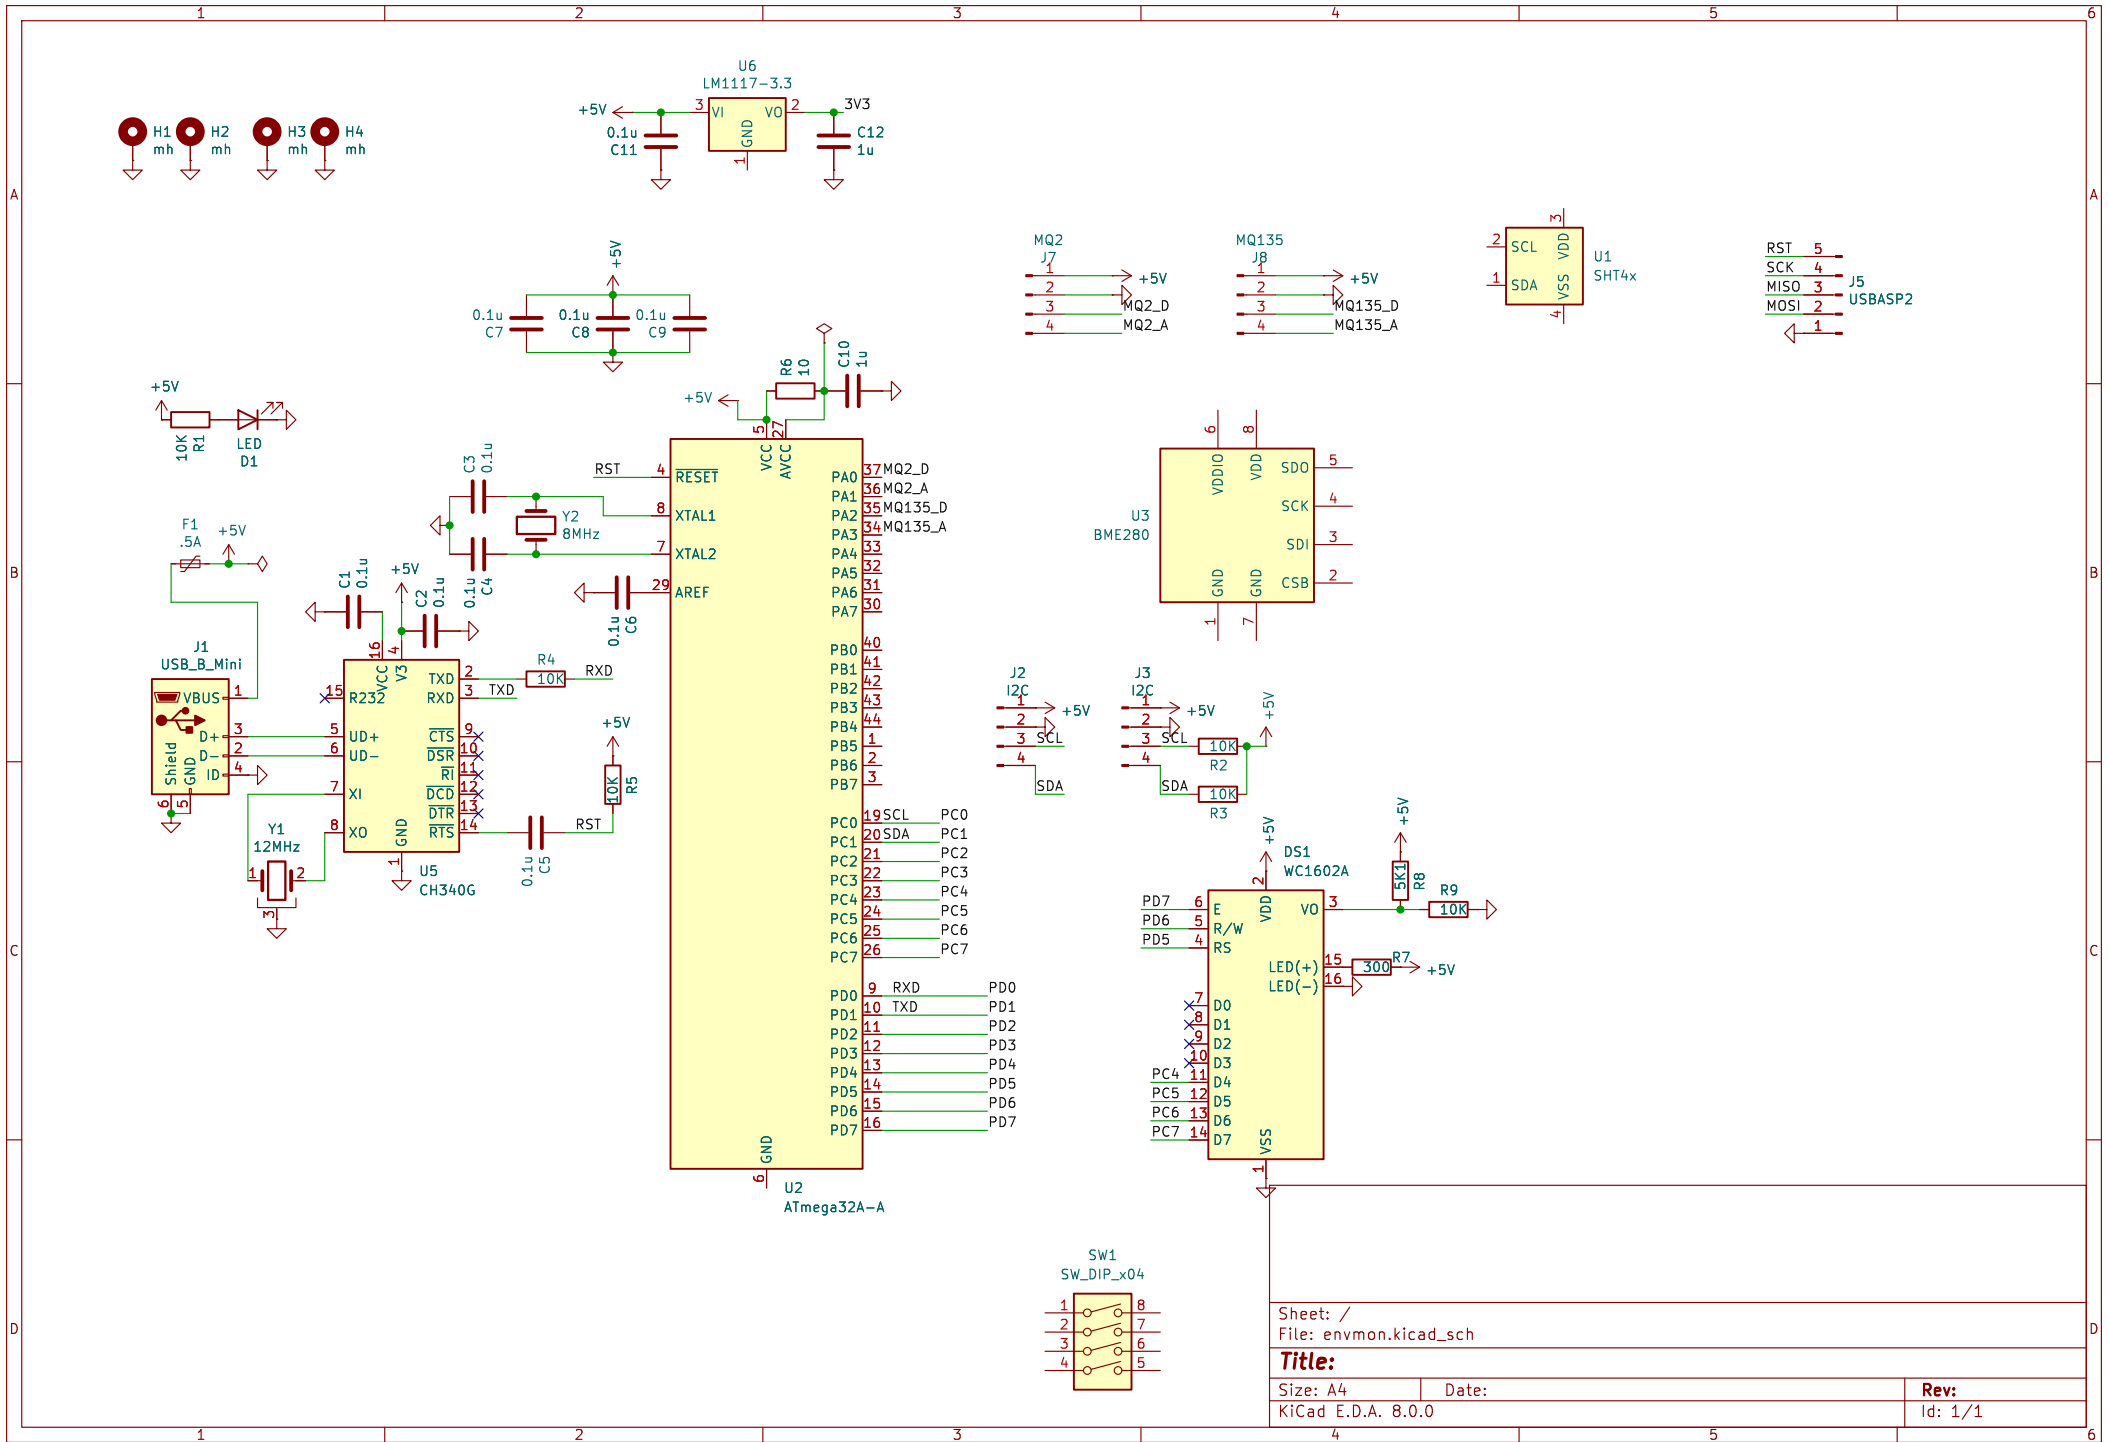 1 2 3 4 5 6
A
B
C
D
A
B
C
D
U6
LM1117-3.3
+5V
3 VI VO 2
GND
1
3V3
0.1u
C11
C12
1u
H1
mh
H2
mh
H3
mh
H4
mh
+5V
0.1u
C7
0.1u
C8
0.1u
C9
MQ2
J7
1
2
3
4
+5V
MQ2_D
MQ2_A
MQ135
J8
1
2
3
4
+5V
MQ135_D
MQ135_A
2 SCL
1 SDA
VDD 3
VSS 4
U1
SHT4x
RST 5
SCK 4
MISO 3
MOSI 2
1
J5
USBASP2
+5V
10K
R1
LED
D1
+5V
R6
10
C10
1u
5 VCC
27 AVCC
RST 4 RESET
8 XTAL1
7 XTAL2
29 AREF
C3
0.1u
0.1u
C4
Y2
8MHz
0.1u
C6
PA0 37 MQ2_D
PA1 36 MQ2_A
PA2 35 MQ135_D
PA3 34 MQ135_A
PA4 33
PA5 32
PA6 31
PA7 30
PB0 40
PB1 41
PB2 42
PB3 43
PB4 44
PB5 1
PB6 2
PB7 3
PC0 19 SCL PC0
PC1 20 SDA PC1
PC2 21 PC2
PC3 22 PC3
PC4 23 PC4
PC5 24 PC5
PC6 25 PC6
PC7 26 PC7
PD0 9 RXD PD0
PD1 10 TXD PD1
PD2 11 PD2
PD3 12 PD3
PD4 13 PD4
PD5 14 PD5
PD6 15 PD6
PD7 16 PD7
GND
6
U2
ATmega32A-A
F1
.5A
+5V
J1
USB_B_Mini
VBUS 1
D+ 3
D- 2
ID 4
Shield
GND
6 5
C1
0.1u
+5V
C2
0.1u
16 VCC
4 V3
15 R232
5 UD+
6 UD-
7 XI
8 XO
TXD 2
RXD 3
CTS 9
DSR 10
RI 11
DCD 12
DTR 13
RTS 14
GND
1
U5
CH340G
R4
10K
RXD
TXD
+5V
10K
R5
RST
0.1u
C5
Y1
12MHz
1 2
3
U3
BME280
6 VDDIO
8 VDD
SDO 5
SCK 4
SDI 3
CSB 2
GND 1
GND 7
J2
I2C
1
2
3
4
+5V
SCL
SDA
J3
I2C
1
2
3
4
+5V
SCL
SDA
10K
R2
10K
R3
+5V
+5V
DS1
WC1602A
2 VDD
PD7 6 E
PD6 5 R/W
PD5 4 RS
7 D0
8 D1
9 D2
10 D3
PC4 11 D4
PC5 12 D5
PC6 13 D6
PC7 14 D7
VO 3
LED(+) 15
LED(-) 16
VSS
1
+5V
5K1
R8
R9
10K
R7
300
+5V
SW1
SW_DIP_x04
1 8
2 7
3 6
4 5
Sheet: /
File: envmon.kicad_sch
Title:
Size: A4 Date: Rev:
KiCad E.D.A. 8.0.0 Id: 1/1
1 2 3 4 5 6